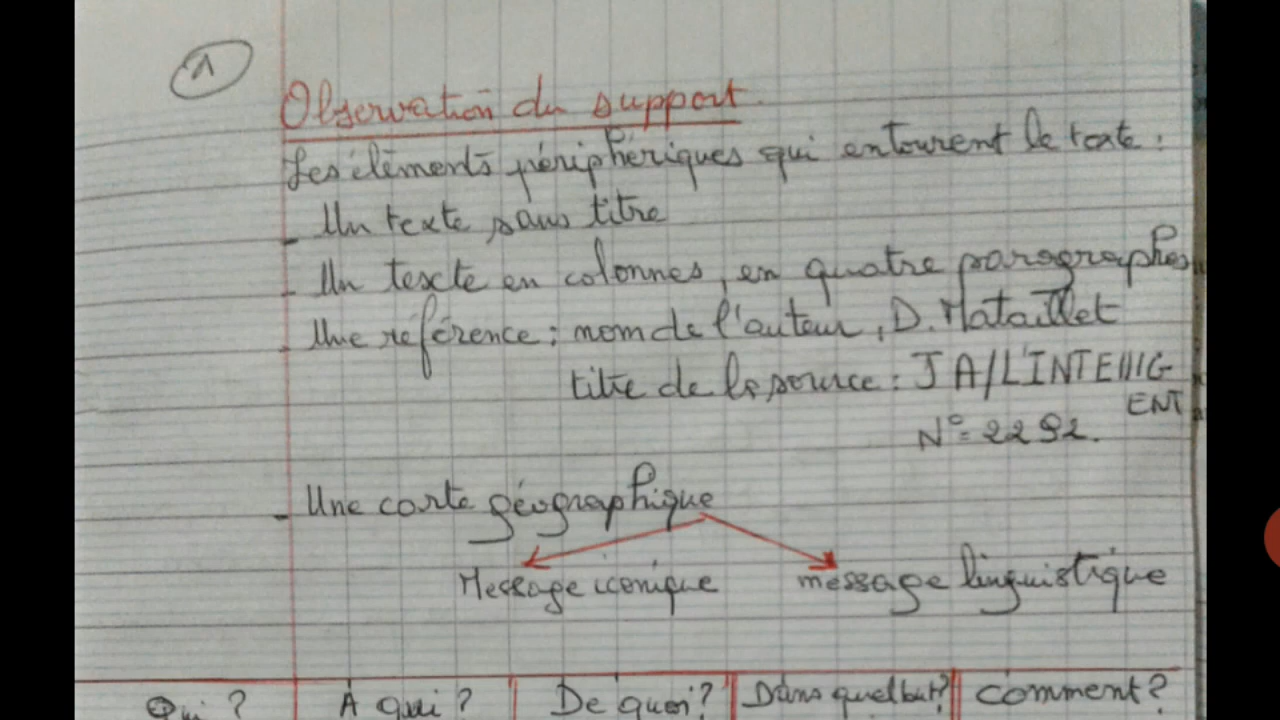 1
Observation du support.
Les éléments périphériques qui entourent le texte :
- Un texte sans titre
- Un texte en colonnes, en quatre paragraphes
- Une référence : nom de l'auteur, D. Mataillet
titre de la source : J A/L'INTELLIG
ENT
N° = 2292.
- Une carte géographique
Message iconique message linguistique
Qui ? À qui ? De quoi ? Dans quel but ? comment ?